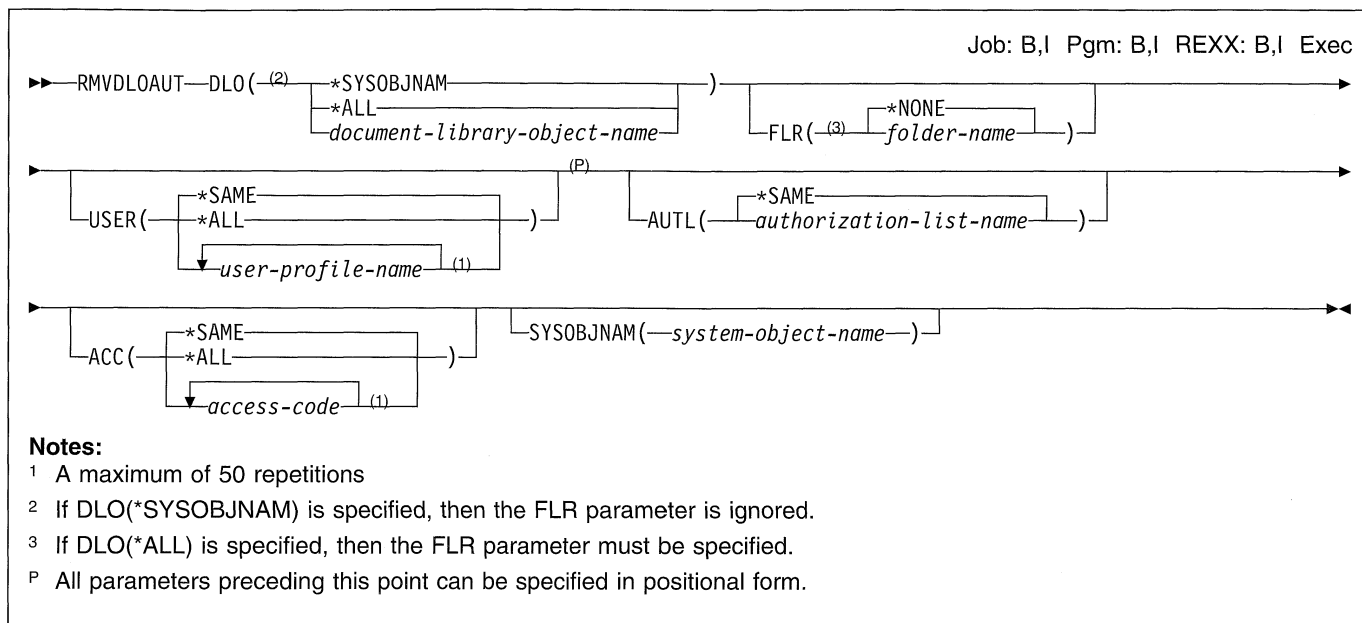 Job: B,I Pgm: B,I REXX: B,I Exec
RMVDLOAUT DLO( (2) *SYSOBJNAM )
*ALL
document-library-object-name
FLR( (3) *NONE )
folder-name
(P)
USER( *SAME )
*ALL
user-profile-name (1)
AUTL( *SAME )
authorization-list-name
ACC( *SAME )
*ALL
access-code (1)
SYSOBJNAM( system-object-name )
Notes:
1 A maximum of 50 repetitions
2 If DLO(*SYSOBJNAM) is specified, then the FLR parameter is ignored.
3 If DLO(*ALL) is specified, then the FLR parameter must be specified.
P All parameters preceding this point can be specified in positional form.